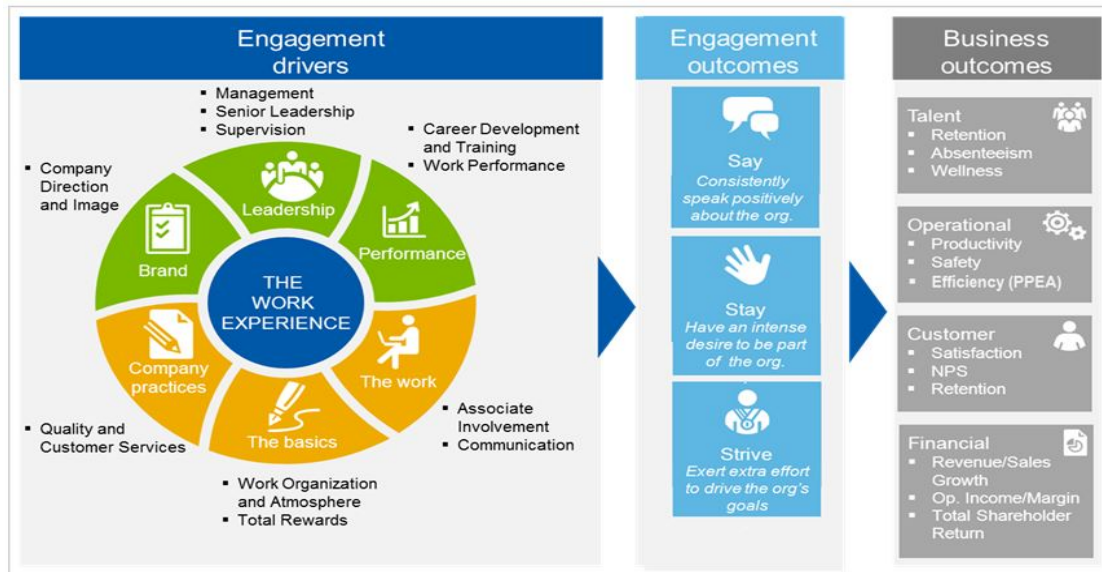 Engagement
drivers
Management
Senior Leadership
Supervision
Career Development
and Training
Work Performance
Company
Direction
and Image
Leadership
Brand
Performance
THE
WORK
EXPERIENCE
Company
practices
The work
The basics
Quality and
Customer Services
Associate
Involvement
Communication
Work Organization
and Atmosphere
Total Rewards
Engagement
outcomes
Say
Consistently
speak positively
about the org.
Stay
Have an intense
desire to be part
of the org.
Strive
Exert extra effort
to drive the org's
goals
Business
outcomes
Talent
Retention
Absenteeism
Wellness
Operational
Productivity
Safety
Efficiency (PPEA)
Customer
Satisfaction
NPS
Retention
Financial
Revenue/Sales
Growth
Op. Income/Margin
Total Shareholder
Return